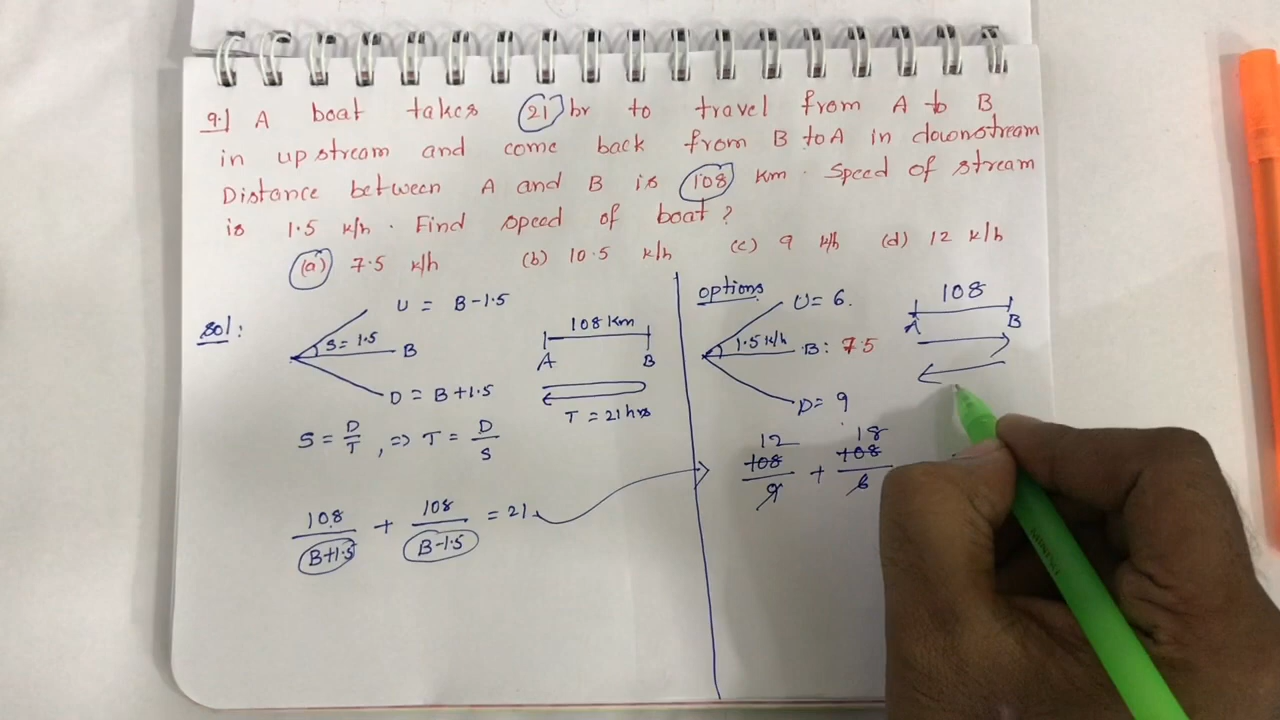 9.] A boat takes 21 hr to travel from A to B
in upstream and come back from B to A in downstream
Distance between A and B is 108 Km. Speed of stream
is 1.5 k/h. Find speed of boat?
(a) 7.5 k/h (b) 10.5 k/h (c) 9 k/h (d) 12 k/h
Sol:
U = B-1.5
S = 1.5
B
D = B+1.5
108 Km
A B
T = 21 hrs
S = D/T, => T = D/S
108/(B+1.5) + 108/(B-1.5) = 21
options
U = 6.
1.5 k/h B: 7.5
D = 9
108
A B
12 18
108/9 + 108/6